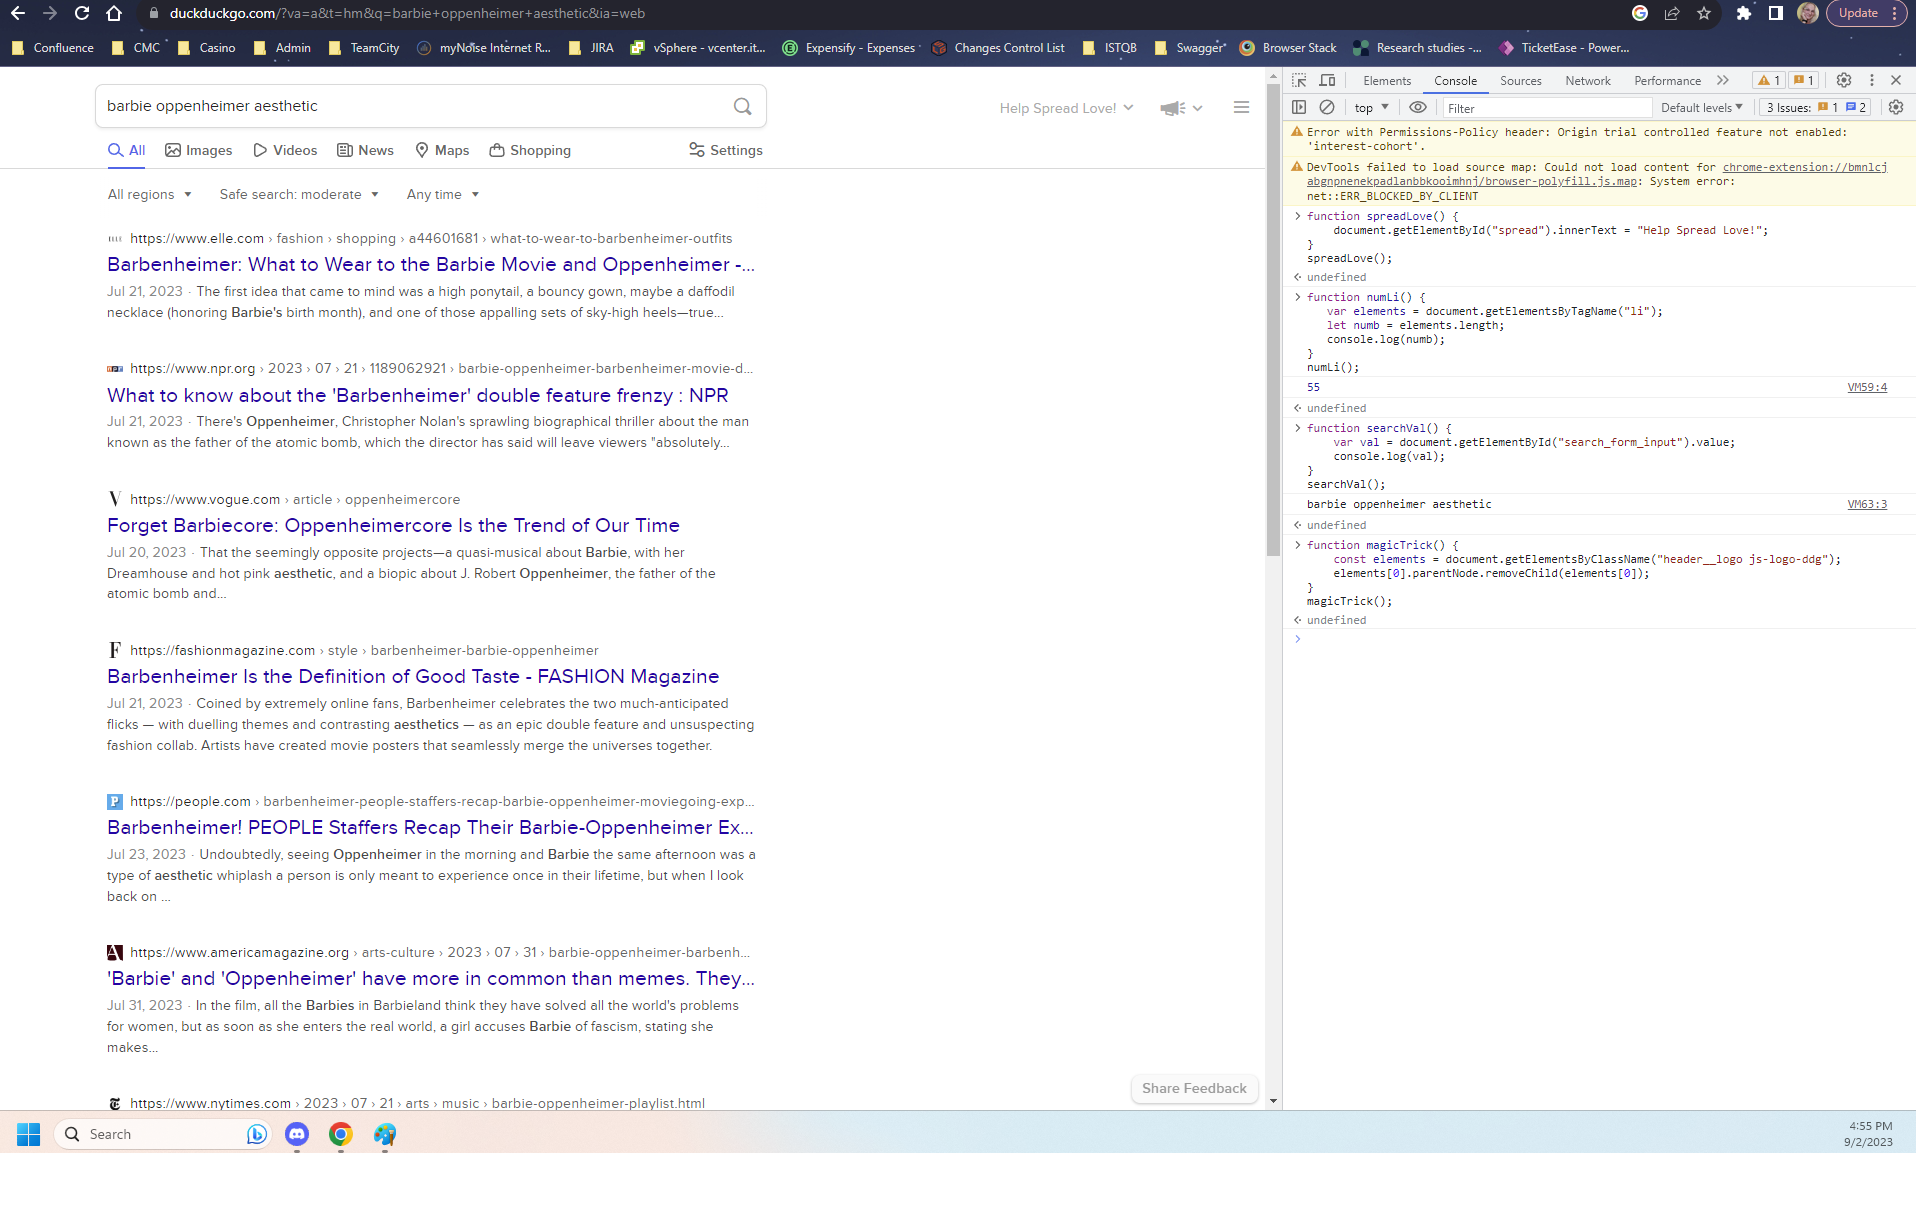 duckduckgo.com/?va=a&t=hm&q=barbie+oppenheimer+aesthetic&ia=web
Update
Confluence CMC Casino Admin TeamCity myNoise Internet R... JIRA vSphere - vcenter.it... Expensify - Expenses Changes Control List ISTQB Swagger Browser Stack Research studies -... TicketEase - Power...
barbie oppenheimer aesthetic
Help Spread Love!
All Images Videos News Maps Shopping Settings
All regions Safe search: moderate Any time
https://www.elle.com › fashion › shopping › a44601681 › what-to-wear-to-barbenheimer-outfits
Barbenheimer: What to Wear to the Barbie Movie and Oppenheimer -...
Jul 21, 2023 · The first idea that came to mind was a high ponytail, a bouncy gown, maybe a daffodil
necklace (honoring Barbie's birth month), and one of those appalling sets of sky-high heels—true...
https://www.npr.org › 2023 › 07 › 21 › 1189062921 › barbie-oppenheimer-barbenheimer-movie-d...
What to know about the 'Barbenheimer' double feature frenzy : NPR
Jul 21, 2023 · There's Oppenheimer, Christopher Nolan's sprawling biographical thriller about the man
known as the father of the atomic bomb, which the director has said will leave viewers "absolutely...
V https://www.vogue.com › article › oppenheimercore
Forget Barbiecore: Oppenheimercore Is the Trend of Our Time
Jul 20, 2023 · That the seemingly opposite projects—a quasi-musical about Barbie, with her
Dreamhouse and hot pink aesthetic, and a biopic about J. Robert Oppenheimer, the father of the
atomic bomb and...
F https://fashionmagazine.com › style › barbenheimer-barbie-oppenheimer
Barbenheimer Is the Definition of Good Taste - FASHION Magazine
Jul 21, 2023 · Coined by extremely online fans, Barbenheimer celebrates the two much-anticipated
flicks — with duelling themes and contrasting aesthetics — as an epic double feature and unsuspecting
fashion collab. Artists have created movie posters that seamlessly merge the universes together.
P https://people.com › barbenheimer-people-staffers-recap-barbie-oppenheimer-moviegoing-exp...
Barbenheimer! PEOPLE Staffers Recap Their Barbie-Oppenheimer Ex...
Jul 23, 2023 · Undoubtedly, seeing Oppenheimer in the morning and Barbie the same afternoon was a
type of aesthetic whiplash a person is only meant to experience once in their lifetime, but when I look
back on ...
A https://www.americamagazine.org › arts-culture › 2023 › 07 › 31 › barbie-oppenheimer-barbenh...
'Barbie' and 'Oppenheimer' have more in common than memes. They...
Jul 31, 2023 · In the film, all the Barbies in Barbieland think they have solved all the world's problems
for women, but as soon as she enters the real world, a girl accuses Barbie of fascism, stating she
makes...
https://www.nytimes.com › 2023 › 07 › 21 › arts › music › barbie-oppenheimer-playlist.html
Share Feedback
Elements Console Sources Network Performance 1 1
top Filter Default levels 3 Issues: 1 2
Error with Permissions-Policy header: Origin trial controlled feature not enabled:
'interest-cohort'.
DevTools failed to load source map: Could not load content for chrome-extension://bmnlcj
abgnpnenekpadlanbbkooimhnj/browser-polyfill.js.map: System error:
net::ERR_BLOCKED_BY_CLIENT
function spreadLove() {
document.getElementById("spread").innerText = "Help Spread Love!";
}
spreadLove();
undefined
function numLi() {
var elements = document.getElementsByTagName("li");
let numb = elements.length;
console.log(numb);
}
numLi();
55 VM59:4
undefined
function searchVal() {
var val = document.getElementById("search_form_input").value;
console.log(val);
}
searchVal();
barbie oppenheimer aesthetic VM63:3
undefined
function magicTrick() {
const elements = document.getElementsByClassName("header__logo js-logo-ddg");
elements[0].parentNode.removeChild(elements[0]);
}
magicTrick();
undefined
Search
4:55 PM
9/2/2023